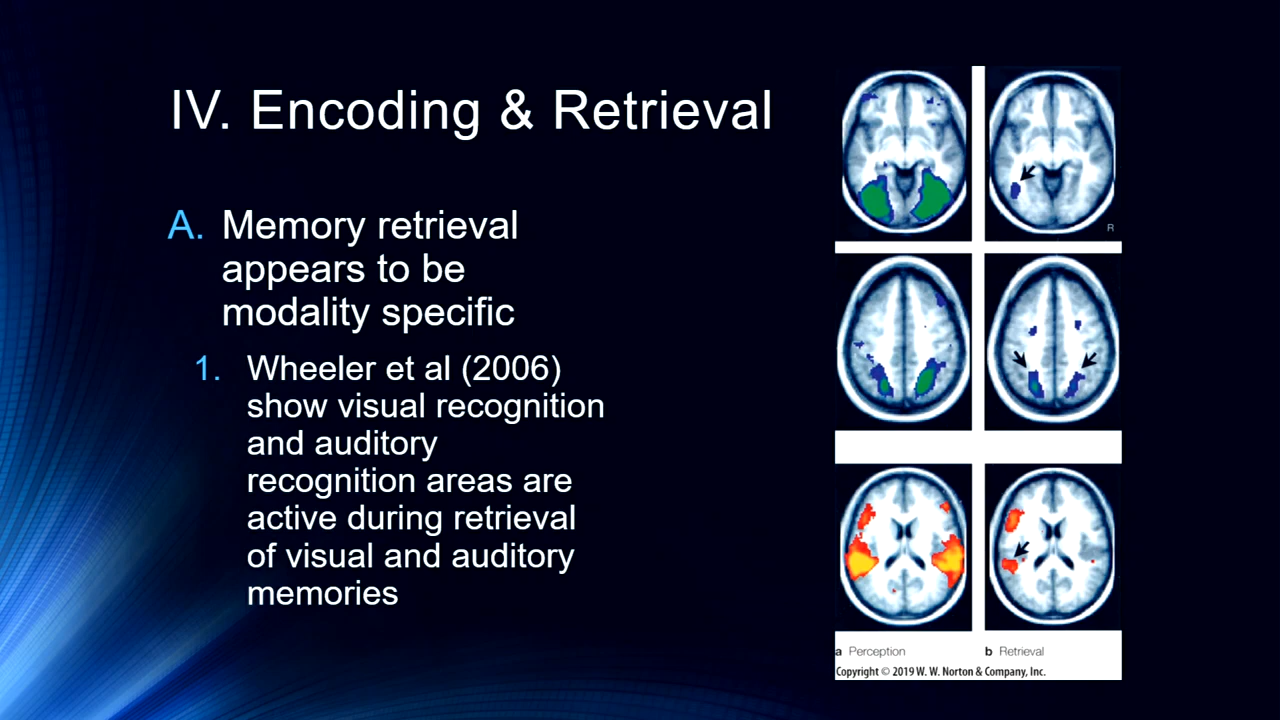 IV. Encoding & Retrieval
A. Memory retrieval
appears to be
modality specific
1. Wheeler et al (2006)
show visual recognition
and auditory
recognition areas are
active during retrieval
of visual and auditory
memories
R
a Perception
b Retrieval
Copyright © 2019 W. W. Norton & Company, Inc.